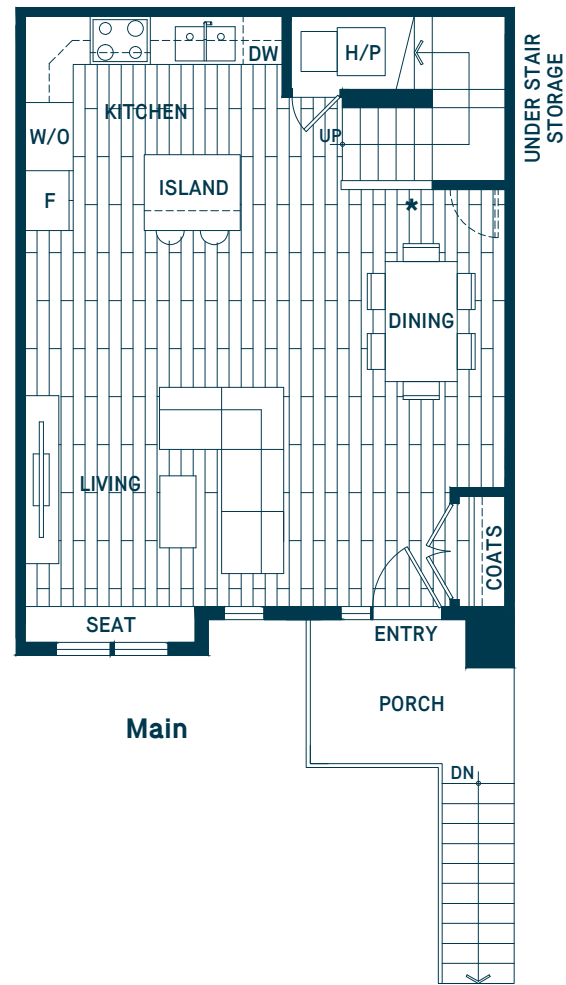 DW
H/P
UNDER STAIR
STORAGE
KITCHEN
W/O
UP
F
ISLAND
*
DINING
LIVING
COATS
SEAT
ENTRY
PORCH
Main
DN